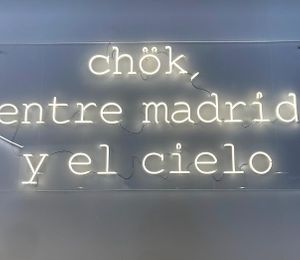 chök,
entre madrid
y el cielo